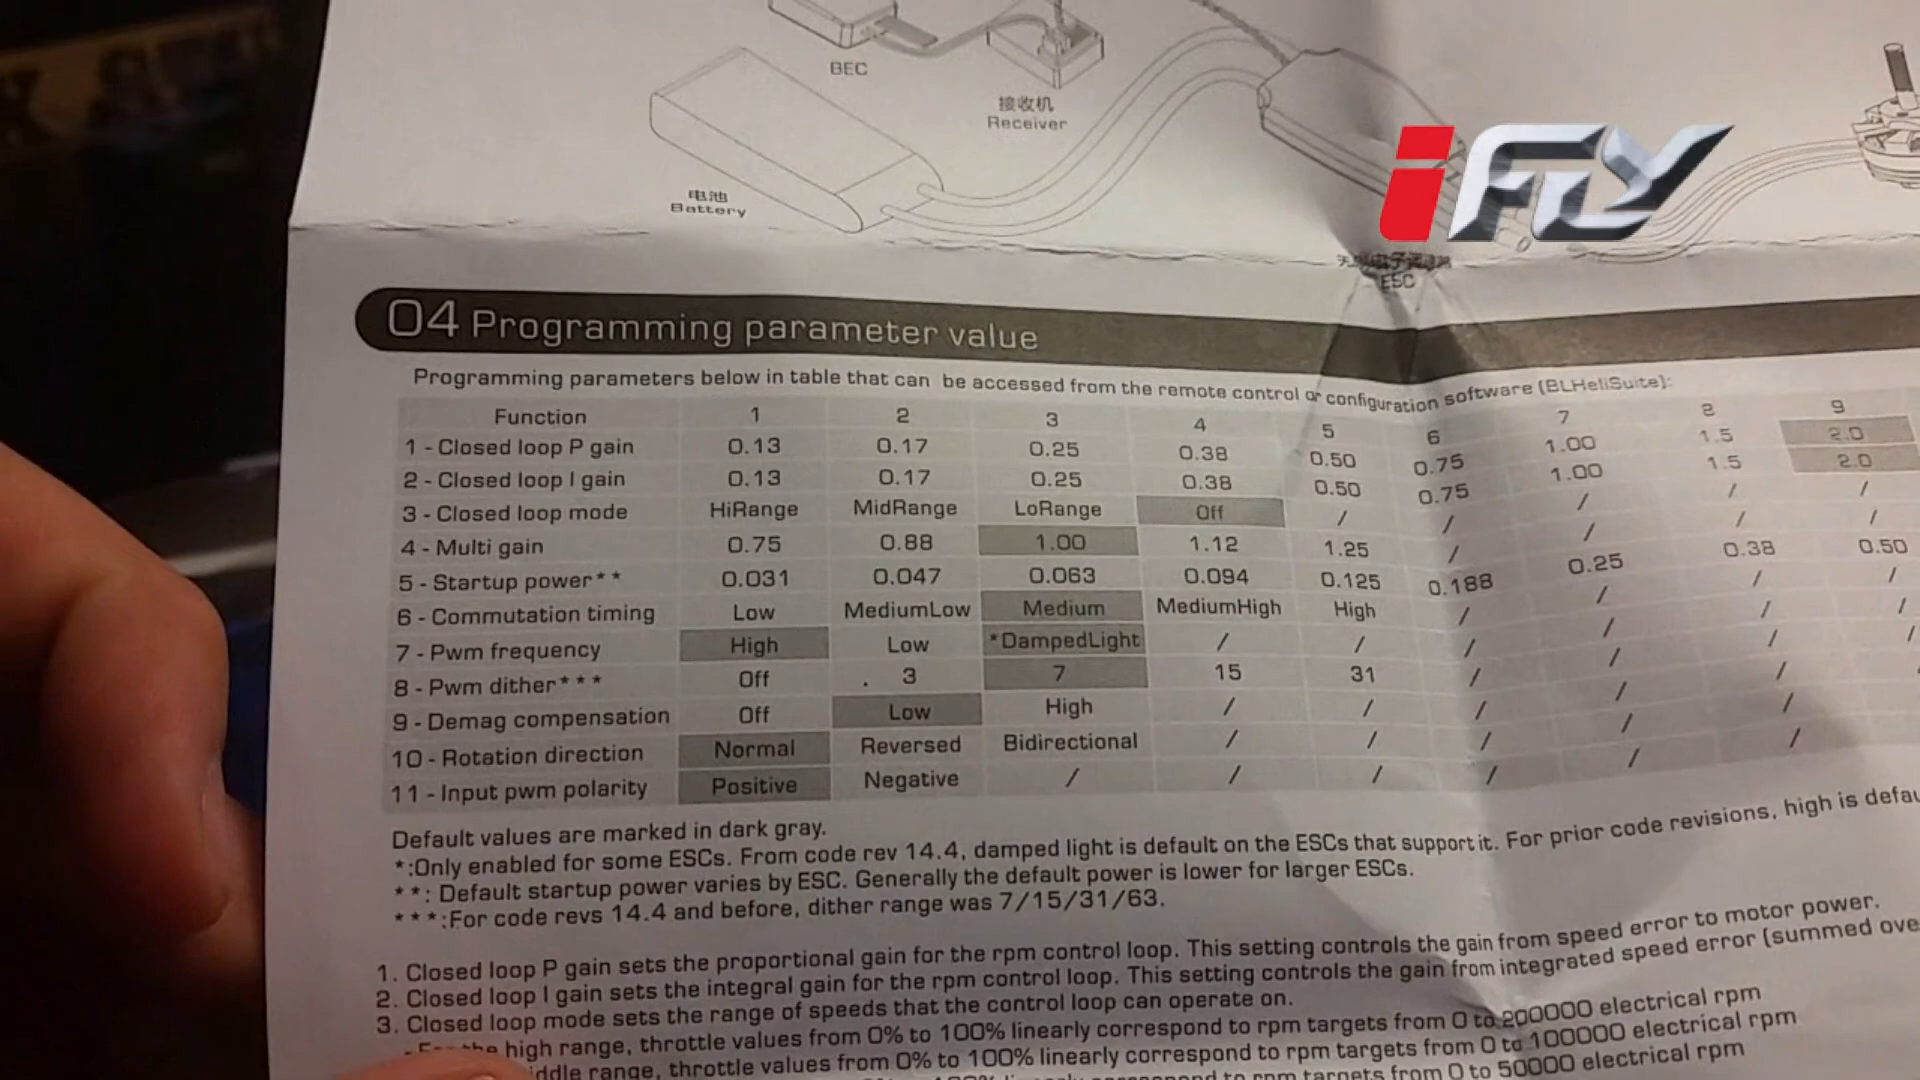 BEC
接收机
Receiver
iFLY
电池
Battery
ESC
04 Programming parameter value
Programming parameters below in table that can be accessed from the remote control or configuration software (BLHeliSuite):
Function 1 2 3 4 5 6 7 8 9
1 - Closed loop P gain 0.13 0.17 0.25 0.38 0.50 0.75 1.00 1.5 2.0
2 - Closed loop I gain 0.13 0.17 0.25 0.38 0.50 0.75 1.00 1.5 2.0
3 - Closed loop mode HiRange MidRange LoRange Off / / / / /
4 - Multi gain 0.75 0.88 1.00 1.12 1.25 / / / /
5 - Startup power** 0.031 0.047 0.063 0.094 0.125 0.188 0.25 0.38 0.50
6 - Commutation timing Low MediumLow Medium MediumHigh High / / / /
7 - Pwm frequency High Low *DampedLight / / / / / /
8 - Pwm dither*** Off 3 7 15 31 / / / /
9 - Demag compensation Off Low High / / / / /
10 - Rotation direction Normal Reversed Bidirectional / / / / /
11 - Input pwm polarity Positive Negative / / / / / /
Default values are marked in dark gray.
*:Only enabled for some ESCs. From code rev 14.4, damped light is default on the ESCs that support it. For prior code revisions, high is
**: Default startup power varies by ESC. Generally the default power is lower for larger ESCs.
***:For code revs 14.4 and before, dither range was 7/15/31/63.
1. Closed loop P gain sets the proportional gain for the rpm control loop. This setting controls the gain from speed error to motor power.
2. Closed loop I gain sets the integral gain for the rpm control loop. This setting controls the gain from integrated speed error (summed
3. Closed loop mode sets the range of speeds that the control loop can operate on.
high range, throttle values from 0% to 100% linearly correspond to rpm targets from 0 to 200000 electrical rpm
range, throttle values from 0% to 100% linearly correspond to rpm targets from 0 to 100000 electrical rpm
to rpm targets from 0 to 50000 electrical rpm